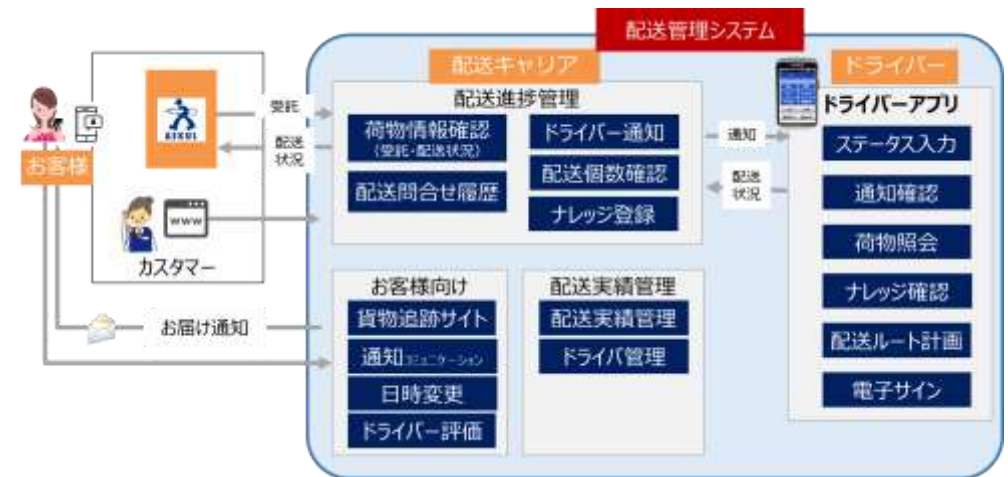 配送管理システム
配送キャリア
ドライバー
配送進捗管理
ドライバーアプリ
ASKUL
受託
配送
状況
荷物情報確認
(受託・配送状況)
配送問合せ履歴
ドライバー通知
配送個数確認
ナレッジ登録
通知
配送
状況
ステータス入力
通知確認
荷物照会
ナレッジ確認
配送ルート計画
電子サイン
お客様
www
カスタマー
お届け通知
お客様向け
貨物追跡サイト
通知コミュニケーション
日時変更
ドライバー評価
配送実績管理
配送実績管理
ドライバ管理